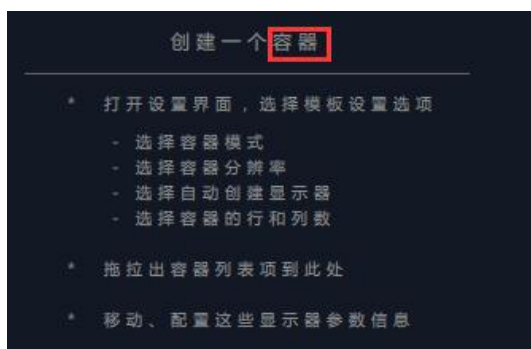 创建一个容器
* 打开设置界面，选择模板设置选项
- 选择容器模式
- 选择容器分辨率
- 选择自动创建显示器
- 选择容器的行和列数
* 拖拉出容器列表项到此处
* 移动、配置这些显示器参数信息